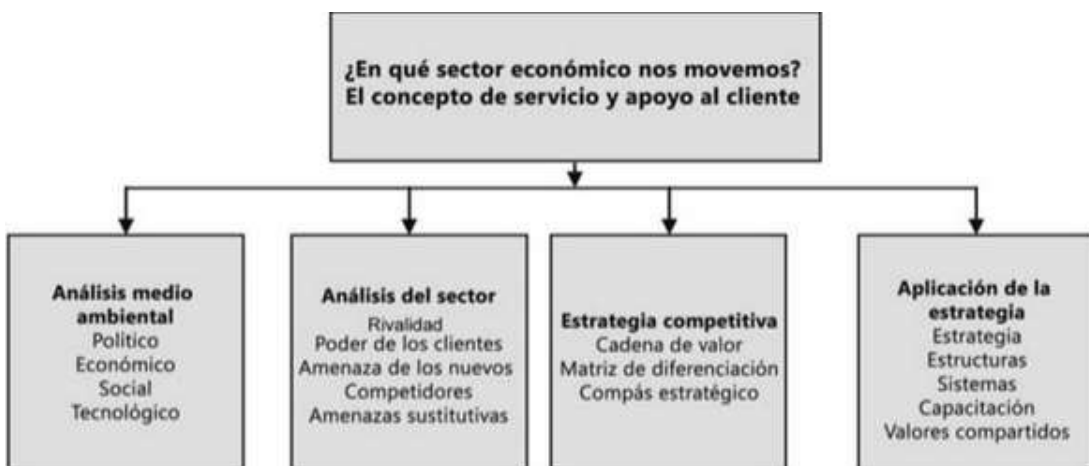 ¿En qué sector económico nos movemos?
El concepto de servicio y apoyo al cliente
Análisis medio
ambiental
Político
Económico
Social
Tecnológico
Análisis del sector
Rivalidad
Poder de los clientes
Amenaza de los nuevos
Competidores
Amenazas sustitutivas
Estrategia competitiva
Cadena de valor
Matriz de diferenciación
Compás estratégico
Aplicación de la
estrategia
Estrategia
Estructuras
Sistemas
Capacitación
Valores compartidos